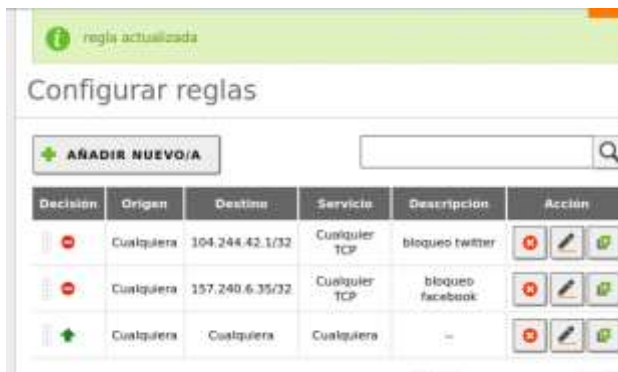 regla actualizada
Configurar reglas
AÑADIR NUEVO/A
Decisión Origen Destino Servicio Descripcion Acción
Cualquiera 104.244.42.1/32 Cualquier TCP bloqueo twitter
Cualquiera 157.240.6.35/32 Cualquier TCP bloqueo facebook
Cualquiera Cualquiera Cualquiera --